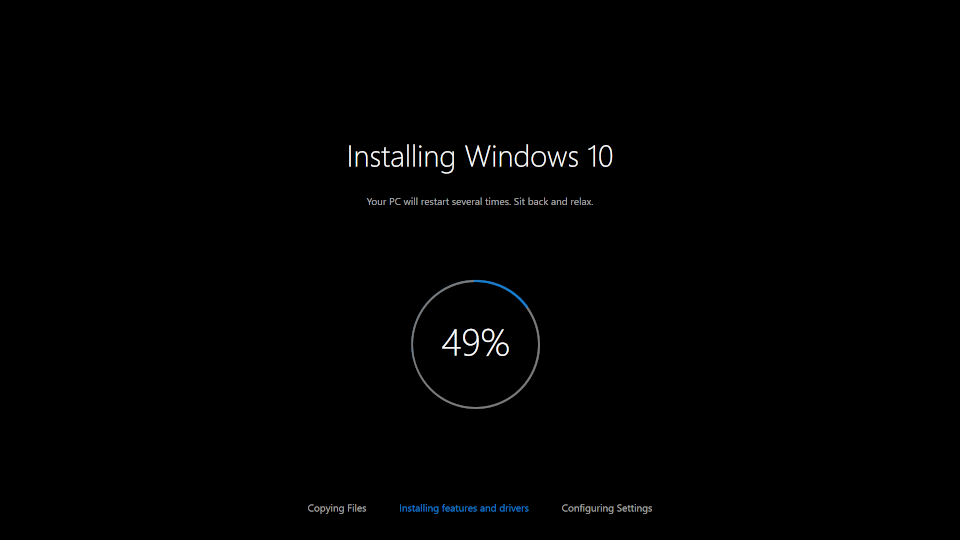 Installing Windows 10
Your PC will restart several times. Sit back and relax.
49%
Copying Files Installing features and drivers Configuring Settings